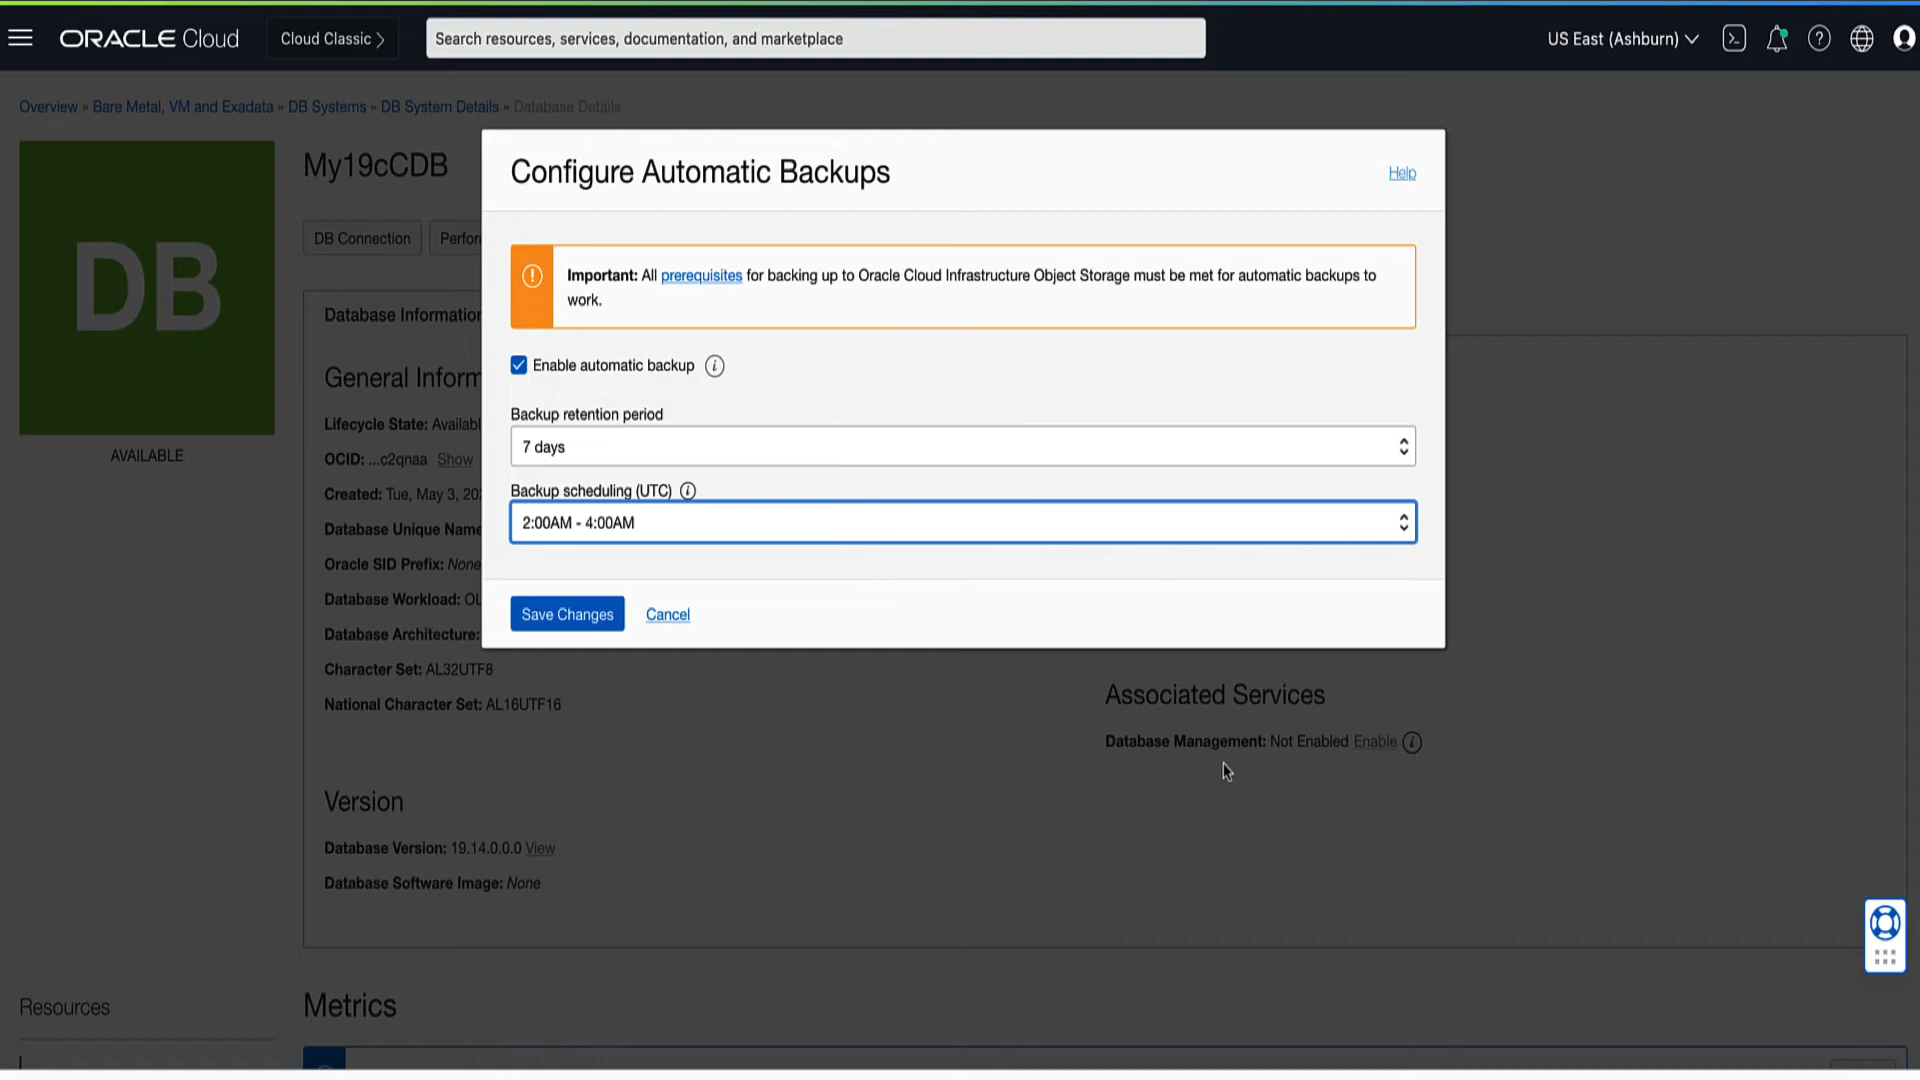 ORACLE Cloud
Cloud Classic
Search resources, services, documentation, and marketplace
US East (Ashburn)
Overview » Bare Metal, VM and Exadata » DB Systems » DB System Details » Database Details
DB
AVAILABLE
My19cCDB
DB Connection
Perfor
Configure Automatic Backups
Help
Important: All prerequisites for backing up to Oracle Cloud Infrastructure Object Storage must be met for automatic backups to
work.
Enable automatic backup
Backup retention period
7 days
Backup scheduling (UTC)
2:00AM - 4:00AM
Save Changes
Cancel
Database Information
General Inform
Lifecycle State: Availabl
OCID: ...c2qnaa Show
Created: Tue, May 3, 20
Database Unique Name
Oracle SID Prefix: None
Database Workload: OL
Database Architecture:
Character Set: AL32UTF8
National Character Set: AL16UTF16
Version
Database Version: 19.14.0.0.0 View
Database Software Image: None
Associated Services
Database Management: Not Enabled Enable
Resources
Metrics